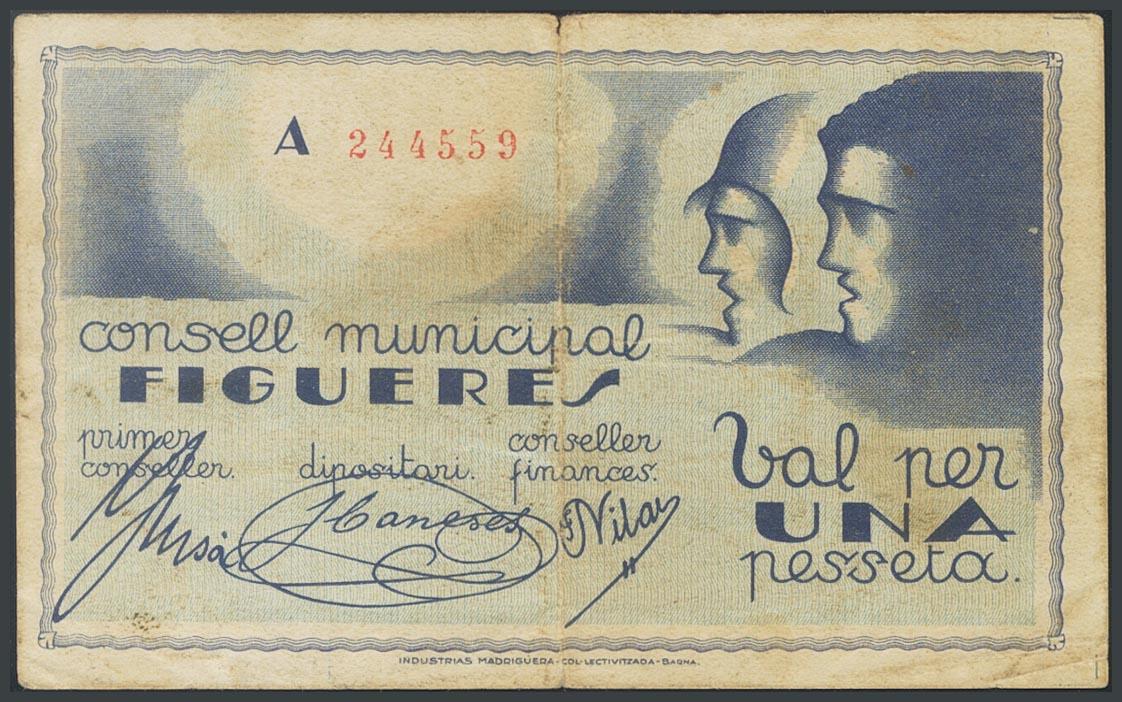 A 244559
consell municipal
FIGUERES
primer conseller.
dipositari.
conseller finances.
Val per
UNA
pesseta.
INDUSTRIAS MADRIGUERA-COL·LECTIVITZADA-BARNA.